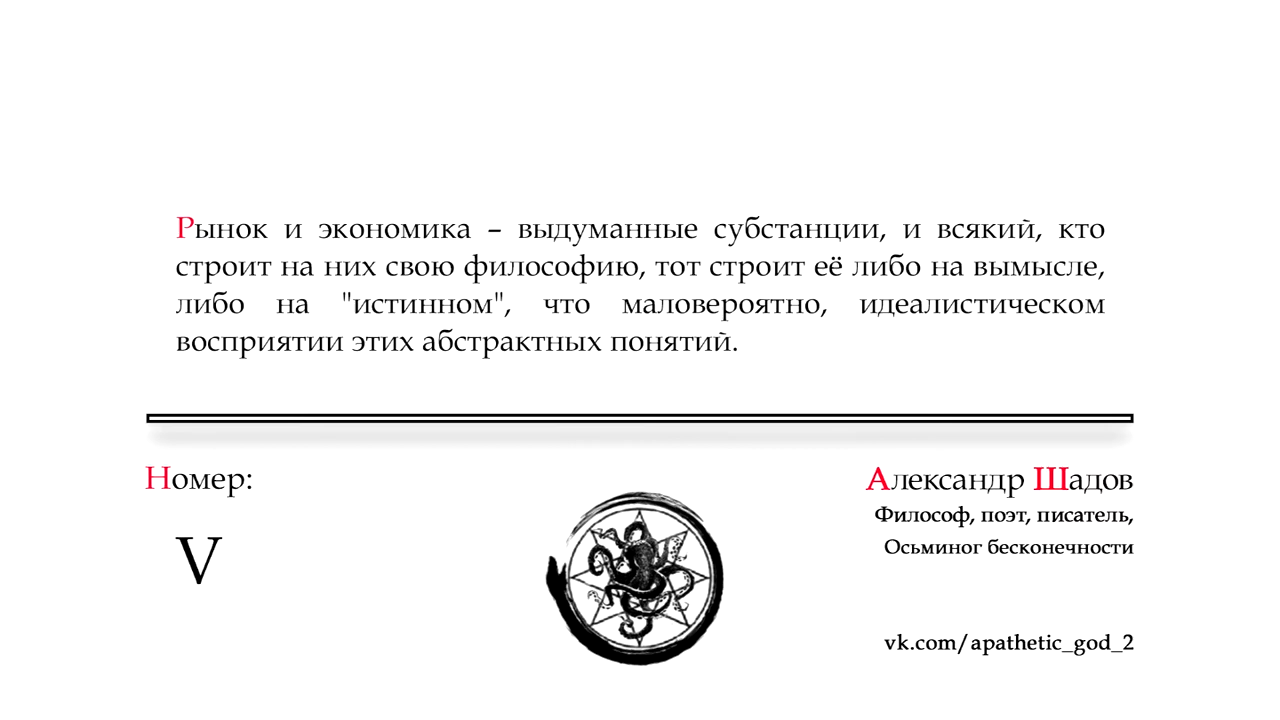 Рынок и экономика – выдуманные субстанции, и всякий, кто
строит на них свою философию, тот строит её либо на вымысле,
либо на "истинном", что маловероятно, идеалистическом
восприятии этих абстрактных понятий.
Номер:
V
Александр Шадов
Философ, поэт, писатель,
Осьминог бесконечности
vk.com/apathetic_god_2